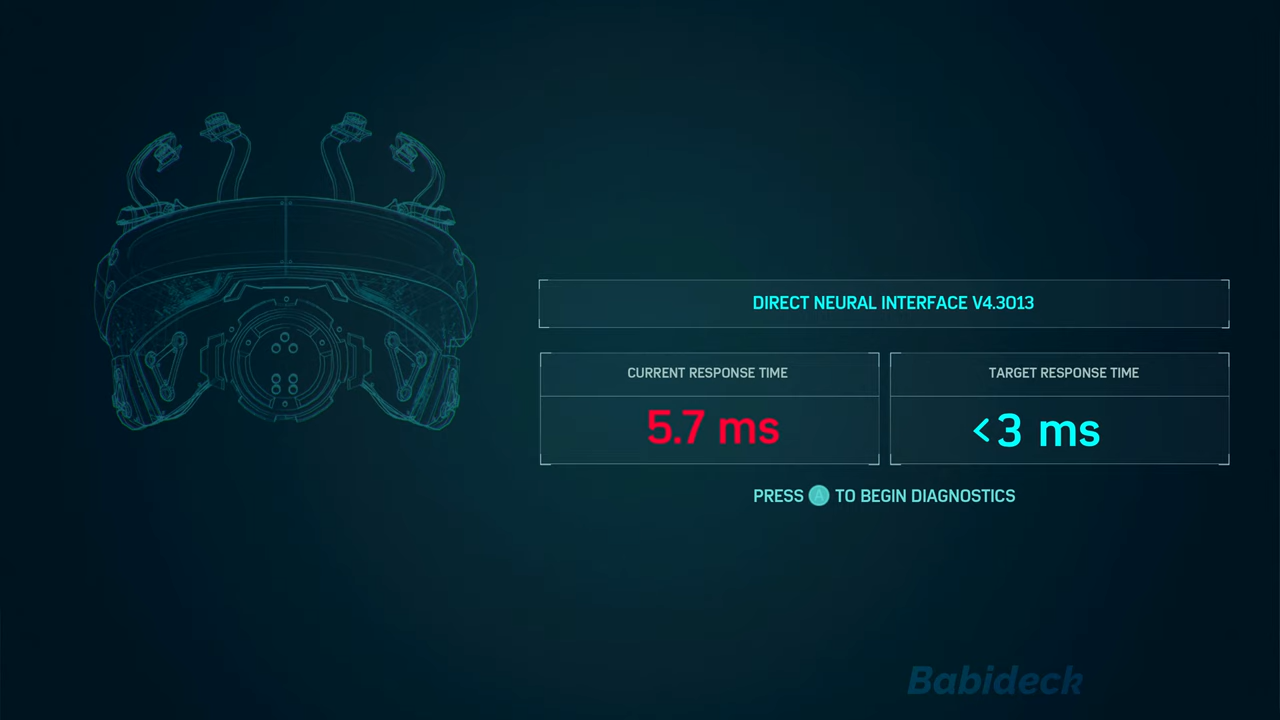 DIRECT NEURAL INTERFACE V4.3013
CURRENT RESPONSE TIME
5.7 ms
TARGET RESPONSE TIME
<3 ms
PRESS A TO BEGIN DIAGNOSTICS
Babideck